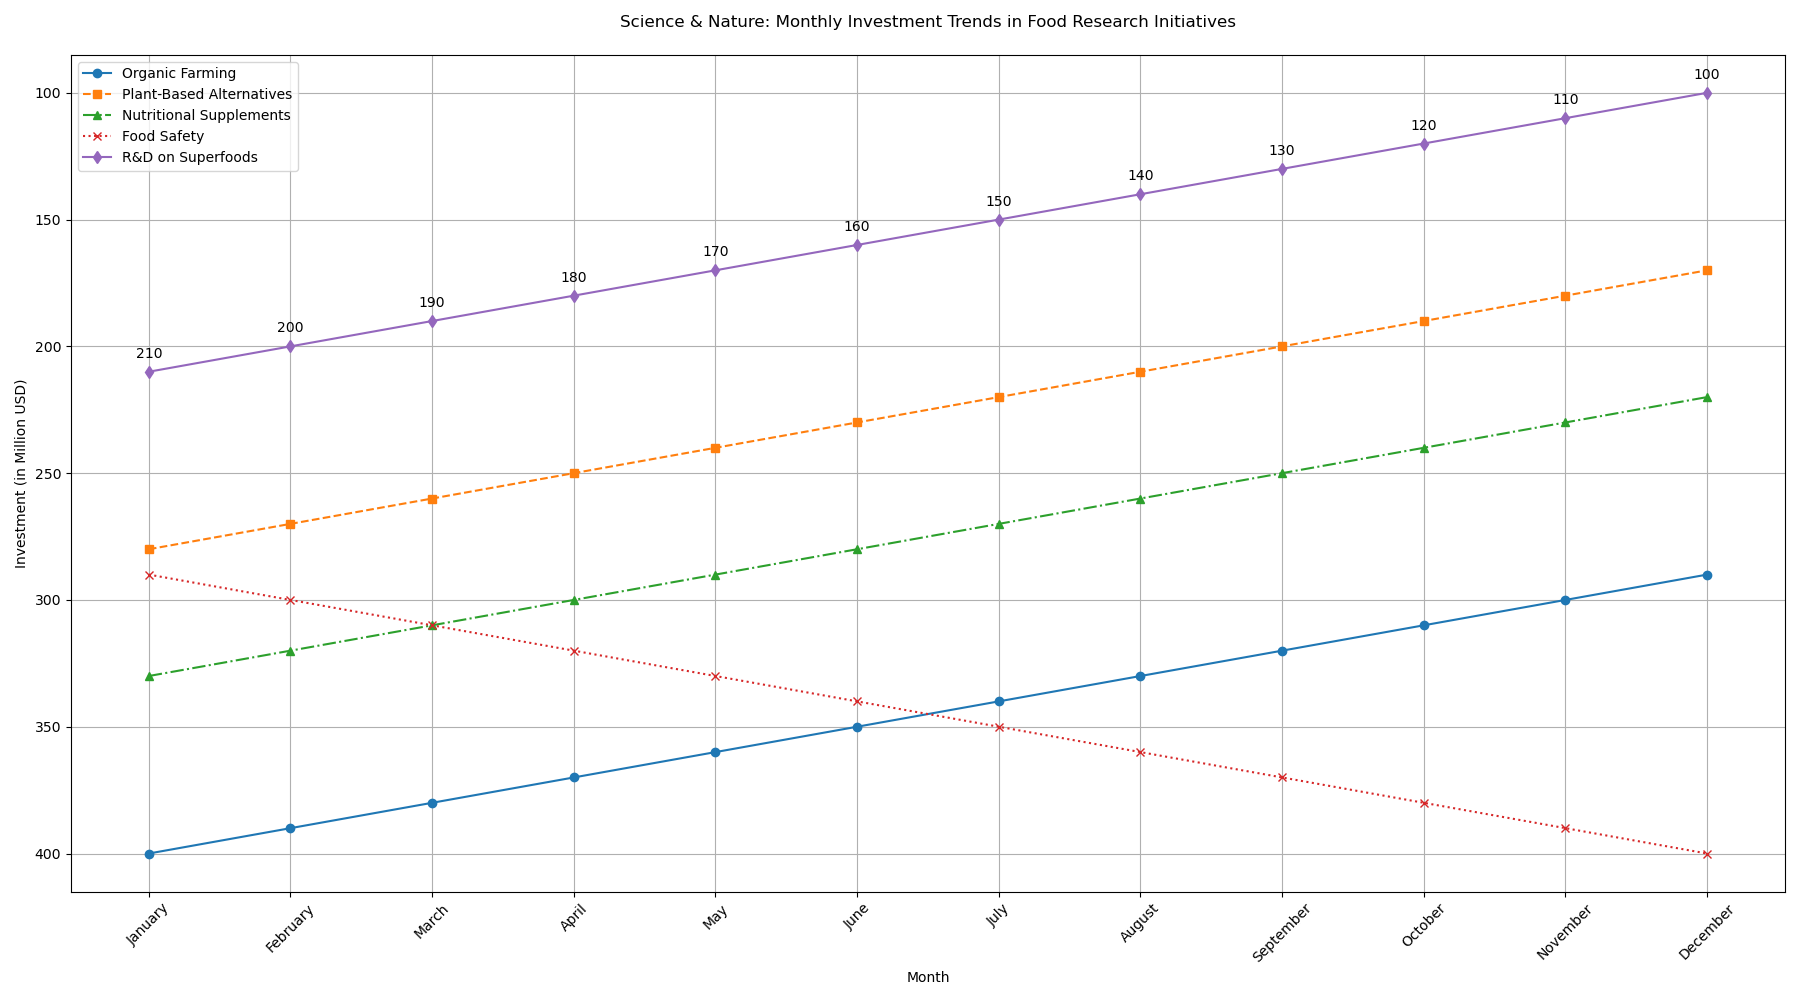 Science & Nature: Monthly Investment Trends in Food Research Initiatives
Organic Farming
Plant-Based Alternatives
Nutritional Supplements
Food Safety
R&D on Superfoods
100
150
200
250
300
350
400
Investment (in Million USD)
210
200
190
180
170
160
150
140
130
120
110
100
January
February
March
April
May
June
July
August
September
October
November
December
Month